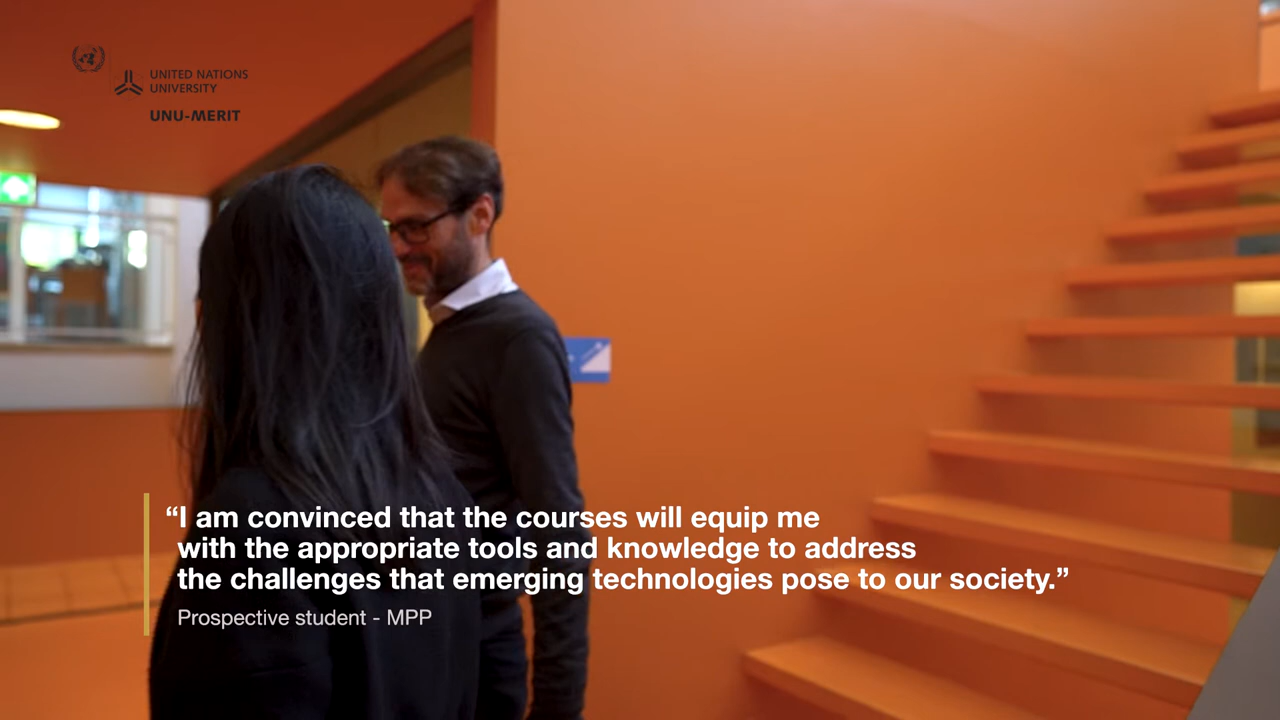 UNITED NATIONS
UNIVERSITY
UNU-MERIT
“I am convinced that the courses will equip me
with the appropriate tools and knowledge to address
the challenges that emerging technologies pose to our society.”
Prospective student - MPP